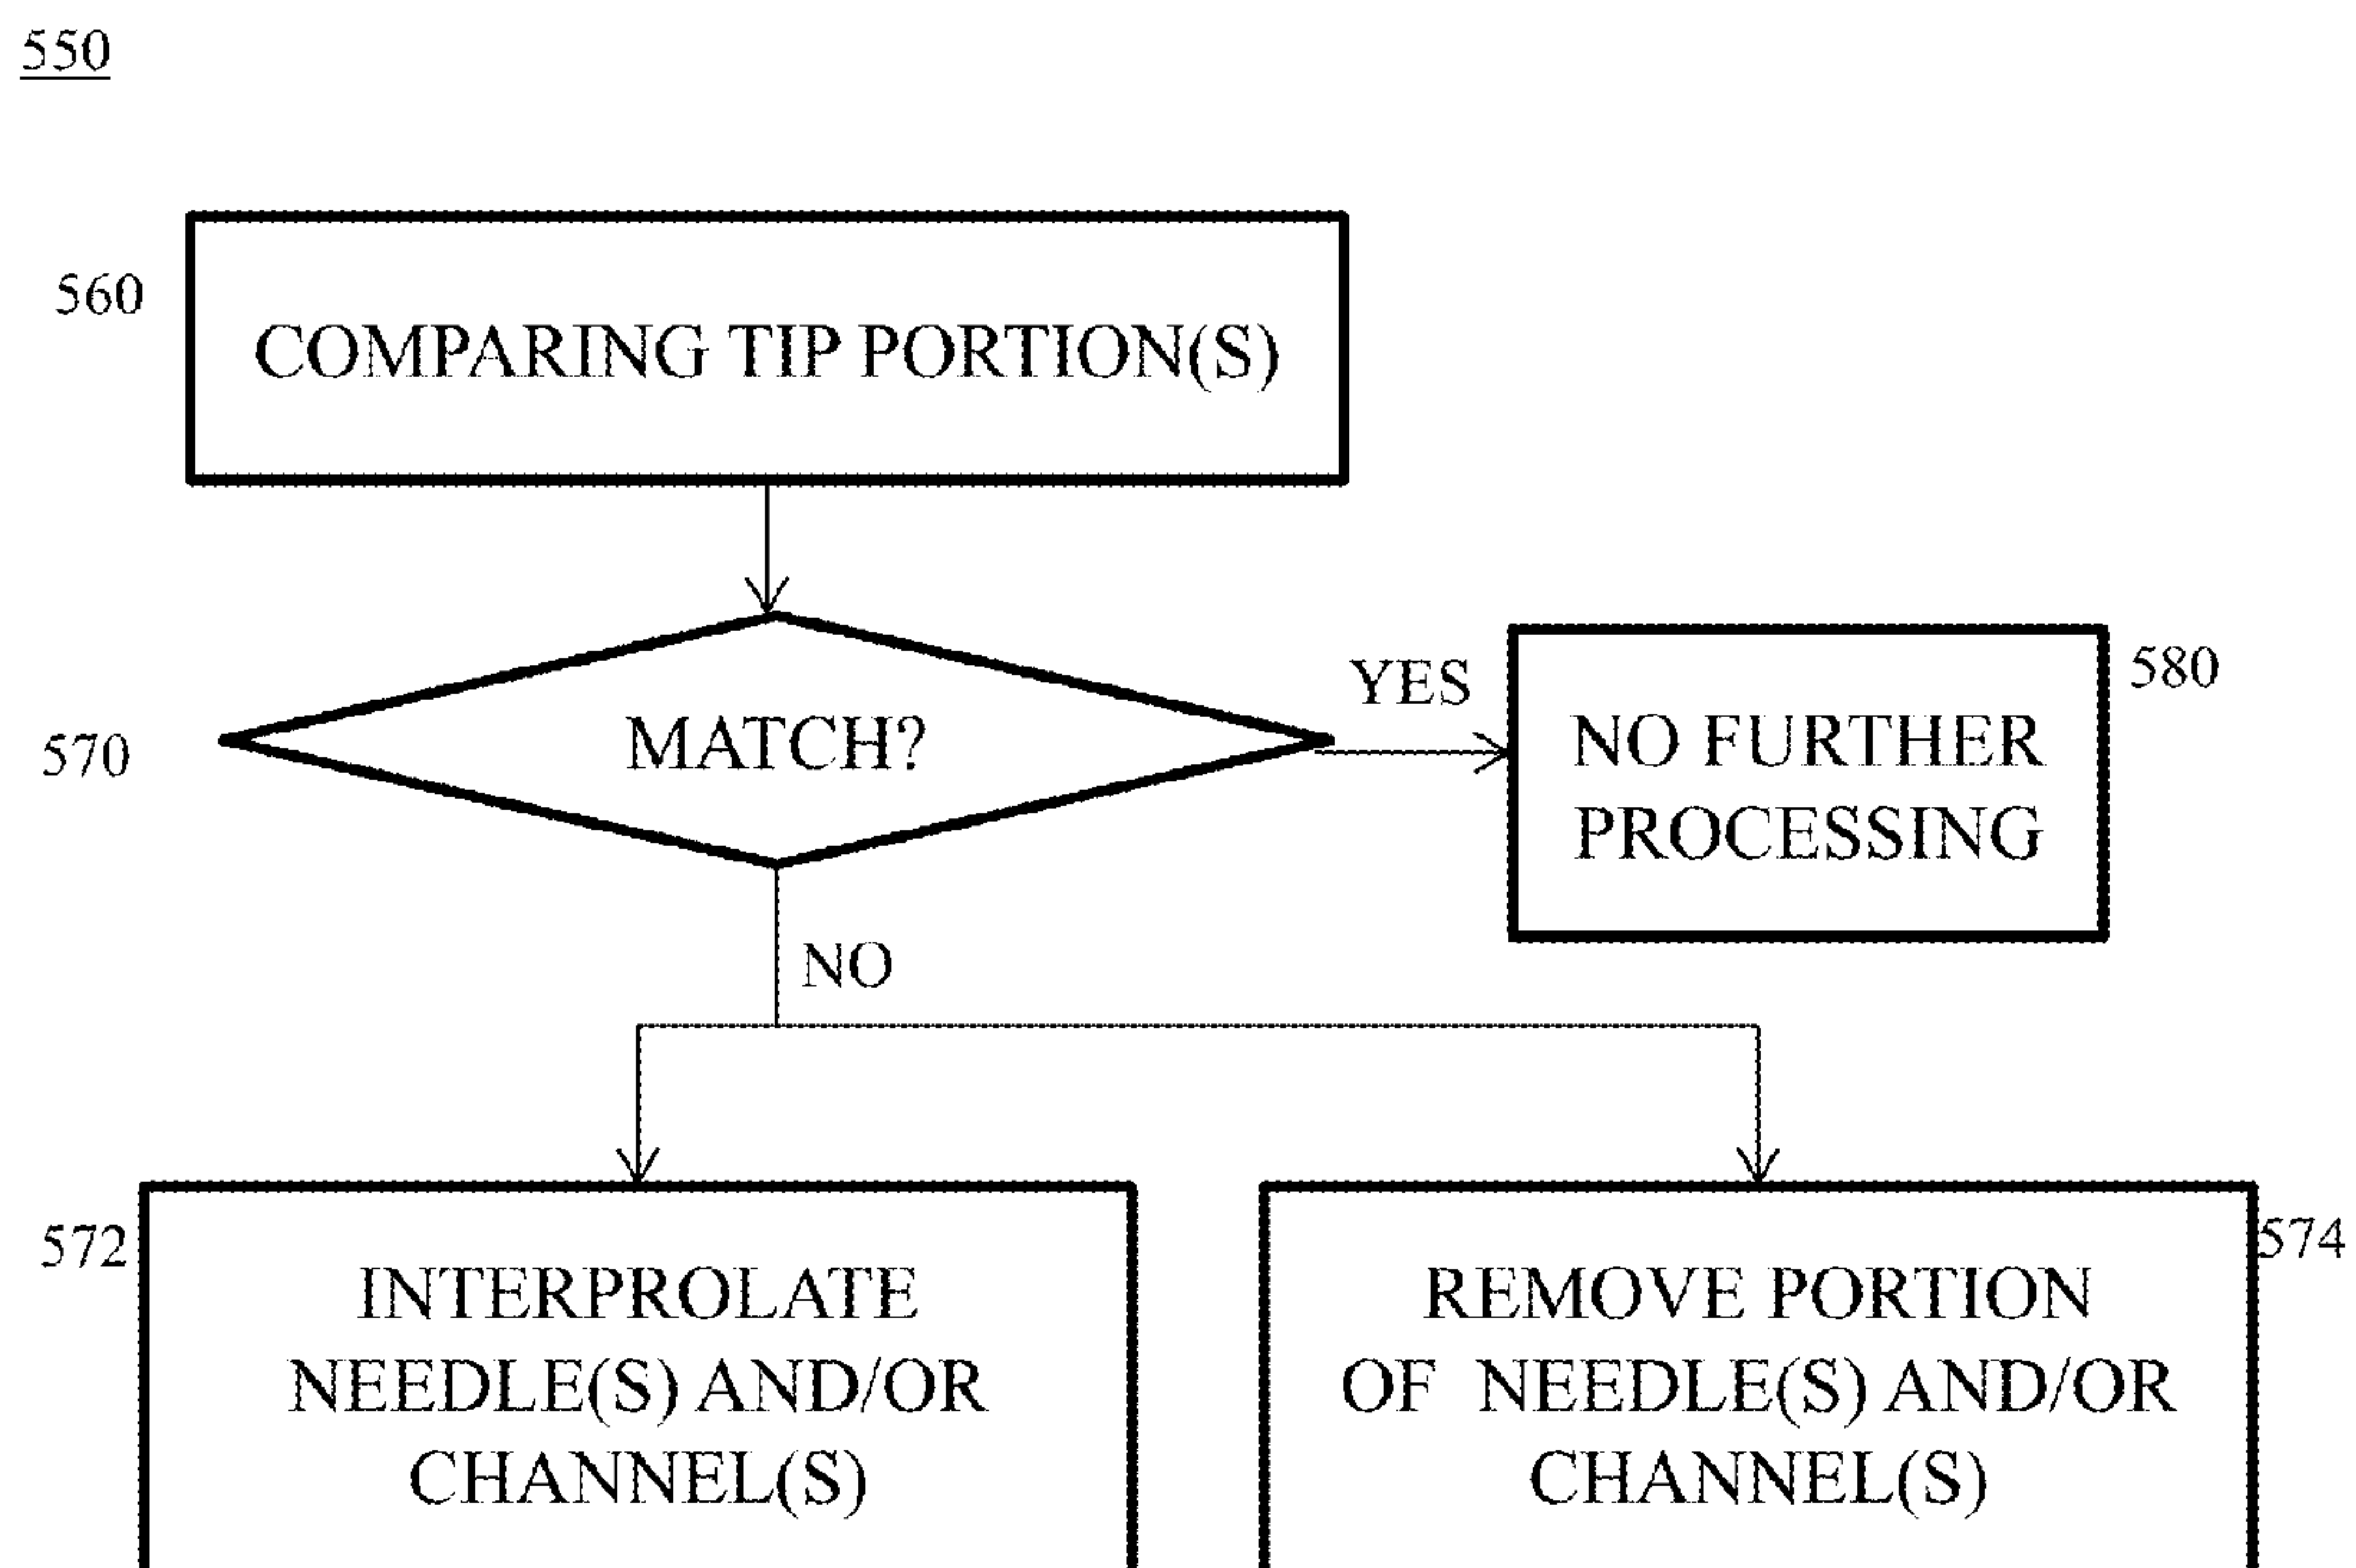 550
560
COMPARING TIP PORTION(S)
570
MATCH?
YES
580
NO FURTHER
PROCESSING
NO
572
INTERPROLATE
NEEDLE(S) AND/OR
CHANNEL(S)
574
REMOVE PORTION
OF NEEDLE(S) AND/OR
CHANNEL(S)